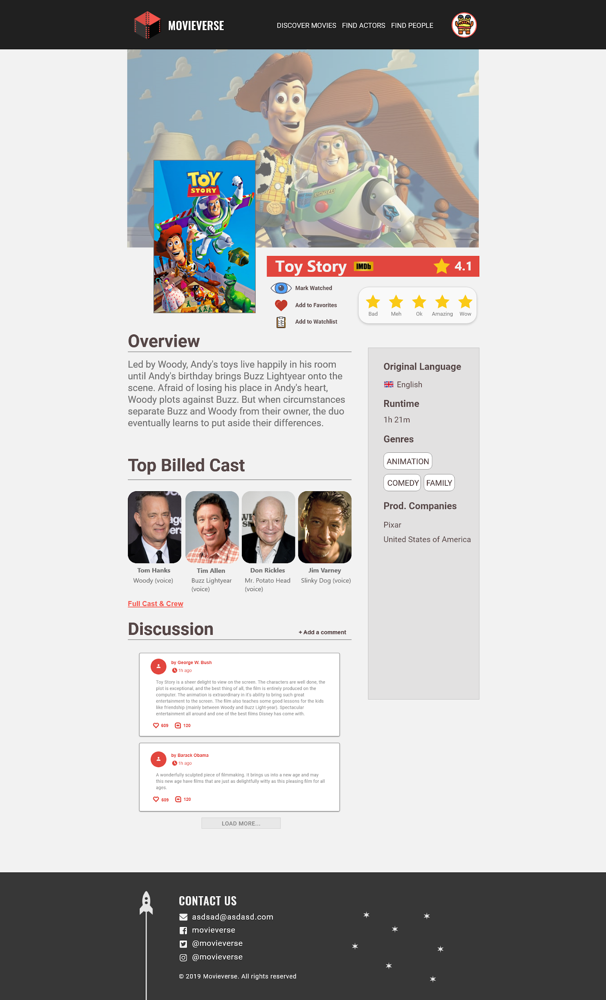 MOVIEVERSE
DISCOVER MOVIES FIND ACTORS FIND PEOPLE
LIGHTYEAR
TOY
STORY
Toy Story IMDb 4.1
Mark Watched
Add to Favorites
Add to Watchlist
Bad Meh Ok Amazing Wow
Overview
Led by Woody, Andy's toys live happily in his room
until Andy's birthday brings Buzz Lightyear onto the
scene. Afraid of losing his place in Andy's heart,
Woody plots against Buzz. But when circumstances
separate Buzz and Woody from their owner, the duo
eventually learns to put aside their differences.
Original Language
English
Runtime
1h 21m
Genres
ANIMATION
COMEDY FAMILY
Prod. Companies
Pixar
United States of America
Top Billed Cast
Tom Hanks
Woody (voice)
Tim Allen
Buzz Lightyear
(voice)
Don Rickles
Mr. Potato Head
(voice)
Jim Varney
Slinky Dog (voice)
Full Cast & Crew
Discussion
+ Add a comment
by George W. Bush
1h ago
Toy Story is a sheer delight to view on the screen. The characters are well done, the
plot is exceptional, and the best thing of all, the film is entirely produced on the
computer. The animation is extraordinary in it's ability to bring such great
entertainment to the screen. The film also teaches some good lessons for the kids
like friendship (mainly between Woody and Buzz Light-year). Spectacular
entertainment all around and one of the best films Disney has come with.
609 120
by Barack Obama
1h ago
A wonderfully sculpted piece of filmmaking. It brings us into a new age and may
this new age have films that are just as delightfully witty as this pleasing film for all
ages.
609 120
LOAD MORE...
CONTACT US
asdsad@asdasd.com
movieverse
@movieverse
@movieverse
© 2019 Movieverse. All rights reserved